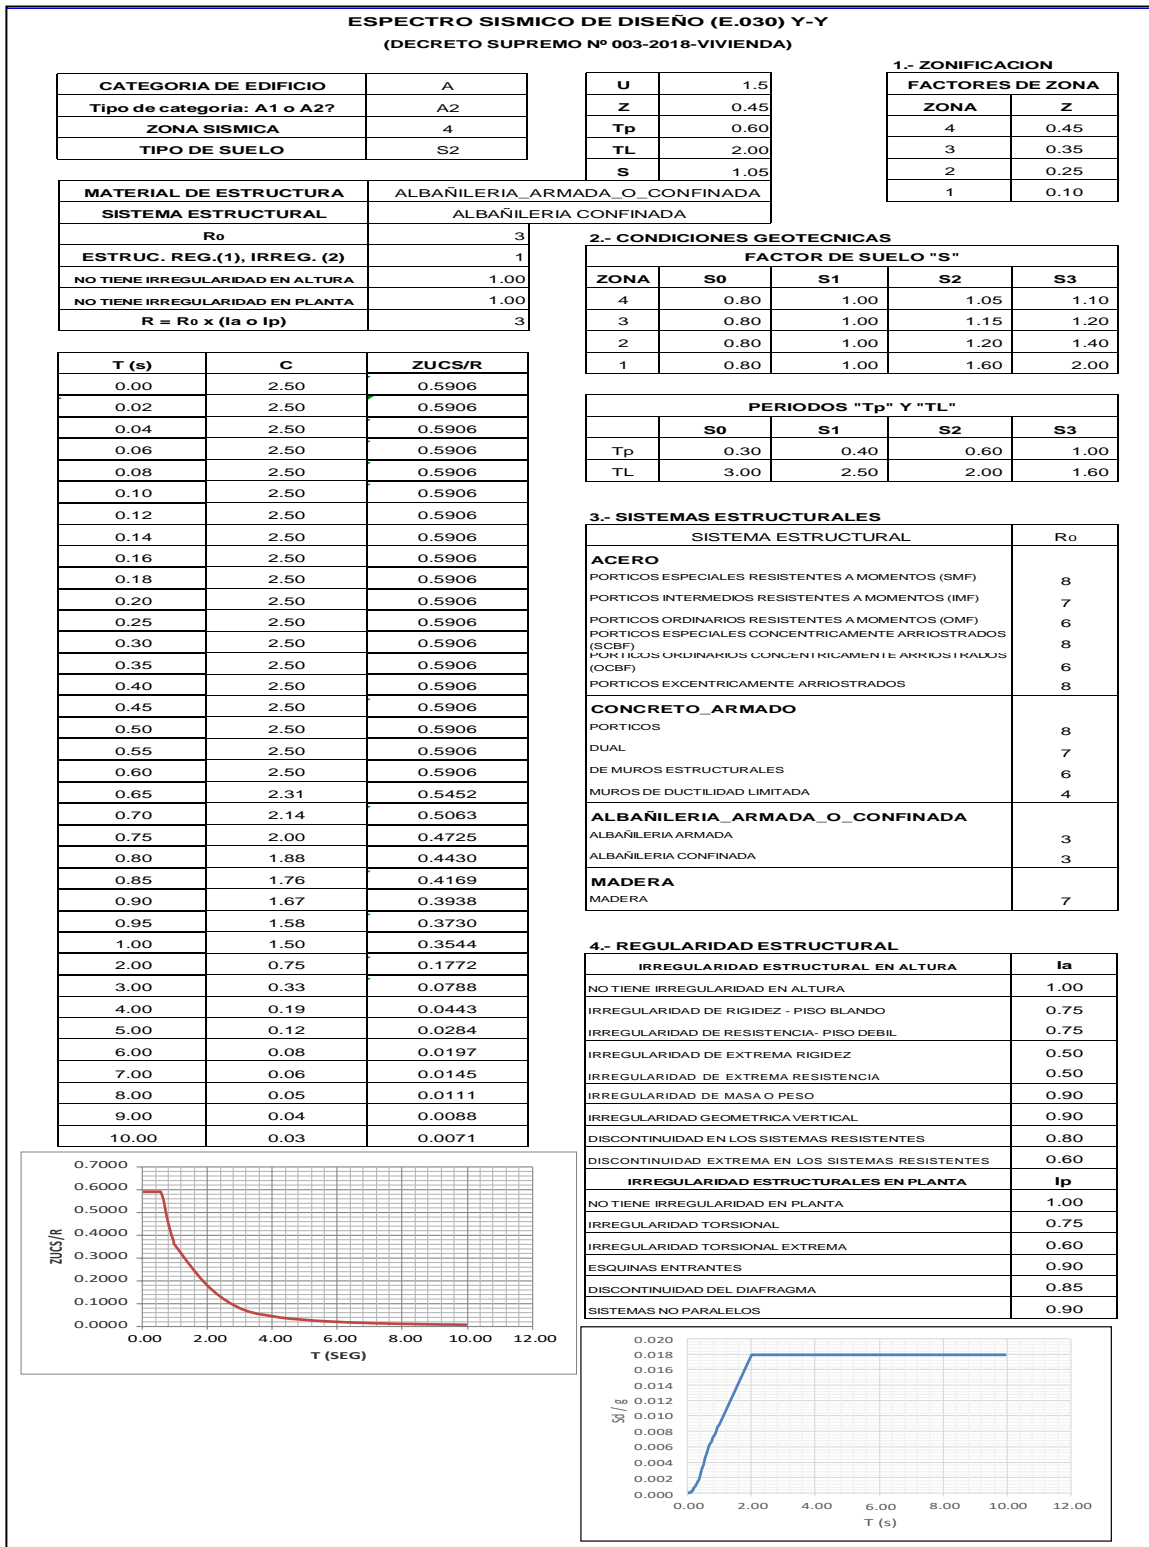 ESPECTRO SISMICO DE DISEÑO (E.030) Y-Y
(DECRETO SUPREMO Nº 003-2018-VIVIENDA)
CATEGORIA DE EDIFICIO A
Tipo de categoria: A1 o A2? A2
ZONA SISMICA 4
TIPO DE SUELO S2
U 1.5
Z 0.45
Tp 0.60
TL 2.00
S 1.05
1.- ZONIFICACION
FACTORES DE ZONA
ZONA Z
4 0.45
3 0.35
2 0.25
1 0.10
MATERIAL DE ESTRUCTURA ALBAÑILERIA_ARMADA_O_CONFINADA
SISTEMA ESTRUCTURAL ALBAÑILERIA CONFINADA
Ro 3
ESTRUC. REG.(1), IRREG. (2) 1
NO TIENE IRREGULARIDAD EN ALTURA 1.00
NO TIENE IRREGULARIDAD EN PLANTA 1.00
R = Ro x (Ia o Ip) 3
2.- CONDICIONES GEOTECNICAS
FACTOR DE SUELO "S"
ZONA S0 S1 S2 S3
4 0.80 1.00 1.05 1.10
3 0.80 1.00 1.15 1.20
2 0.80 1.00 1.20 1.40
1 0.80 1.00 1.60 2.00
PERIODOS "Tp" Y "TL"
S0 S1 S2 S3
Tp 0.30 0.40 0.60 1.00
TL 3.00 2.50 2.00 1.60
T (s) C ZUCS/R
0.00 2.50 0.5906
0.02 2.50 0.5906
0.04 2.50 0.5906
0.06 2.50 0.5906
0.08 2.50 0.5906
0.10 2.50 0.5906
0.12 2.50 0.5906
0.14 2.50 0.5906
0.16 2.50 0.5906
0.18 2.50 0.5906
0.20 2.50 0.5906
0.25 2.50 0.5906
0.30 2.50 0.5906
0.35 2.50 0.5906
0.40 2.50 0.5906
0.45 2.50 0.5906
0.50 2.50 0.5906
0.55 2.50 0.5906
0.60 2.50 0.5906
0.65 2.31 0.5452
0.70 2.14 0.5063
0.75 2.00 0.4725
0.80 1.88 0.4430
0.85 1.76 0.4169
0.90 1.67 0.3938
0.95 1.58 0.3730
1.00 1.50 0.3544
2.00 0.75 0.1772
3.00 0.33 0.0788
4.00 0.19 0.0443
5.00 0.12 0.0284
6.00 0.08 0.0197
7.00 0.06 0.0145
8.00 0.05 0.0111
9.00 0.04 0.0088
10.00 0.03 0.0071
3.- SISTEMAS ESTRUCTURALES
SISTEMA ESTRUCTURAL Ro
ACERO
PORTICOS ESPECIALES RESISTENTES A MOMENTOS (SMF) 8
PORTICOS INTERMEDIOS RESISTENTES A MOMENTOS (IMF) 7
PORTICOS ORDINARIOS RESISTENTES A MOMENTOS (OMF) 6
PORTICOS ESPECIALES CONCENTRICAMENTE ARRIOSTRADOS
(SCBF) 8
PORTICOS ORDINARIOS CONCENTRICAMENTE ARRIOSTRADOS
(OCBF) 6
PORTICOS EXCENTRICAMENTE ARRIOSTRADOS 8
CONCRETO_ARMADO
PORTICOS 8
DUAL 7
DE MUROS ESTRUCTURALES 6
MUROS DE DUCTILIDAD LIMITADA 4
ALBAÑILERIA_ARMADA_O_CONFINADA
ALBAÑILERIA ARMADA 3
ALBAÑILERIA CONFINADA 3
MADERA
MADERA 7
4.- REGULARIDAD ESTRUCTURAL
IRREGULARIDAD ESTRUCTURAL EN ALTURA Ia
NO TIENE IRREGULARIDAD EN ALTURA 1.00
IRREGULARIDAD DE RIGIDEZ - PISO BLANDO 0.75
IRREGULARIDAD DE RESISTENCIA- PISO DEBIL 0.75
IRREGULARIDAD DE EXTREMA RIGIDEZ 0.50
IRREGULARIDAD DE EXTREMA RESISTENCIA 0.50
IRREGULARIDAD DE MASA O PESO 0.90
IRREGULARIDAD GEOMETRICA VERTICAL 0.90
DISCONTINUIDAD EN LOS SISTEMAS RESISTENTES 0.80
DISCONTINUIDAD EXTREMA EN LOS SISTEMAS RESISTENTES 0.60
IRREGULARIDAD ESTRUCTURALES EN PLANTA Ip
NO TIENE IRREGULARIDAD EN PLANTA 1.00
IRREGULARIDAD TORSIONAL 0.75
IRREGULARIDAD TORSIONAL EXTREMA 0.60
ESQUINAS ENTRANTES 0.90
DISCONTINUIDAD DEL DIAFRAGMA 0.85
SISTEMAS NO PARALELOS 0.90
ZUCS/R
0.7000
0.6000
0.5000
0.4000
0.3000
0.2000
0.1000
0.0000
0.00 2.00 4.00 6.00 8.00 10.00 12.00
T (SEG)
Sd / g
0.020
0.018
0.016
0.014
0.012
0.010
0.008
0.006
0.004
0.002
0.000
0.00 2.00 4.00 6.00 8.00 10.00 12.00
T (s)